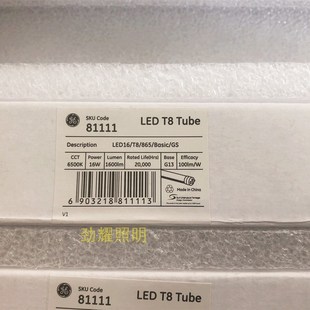 SKU Code
81111
LED T8 Tube
Description
LED16/T8/865/Basic/GS
CCT Power Lumen Rated Life(Hrs) Base Efficacy
6500K 16W 1600lm 20,000 G13 100lm/W
Made in China
6 903218 811113
V1
劲耀照明
SKU Code
81111
LED T8 Tube